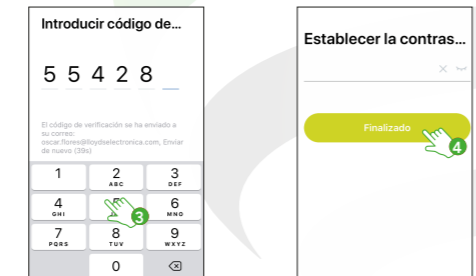 Introducir código de...
5 5 4 2 8
El código de verificación se ha
enviado a su correo:
oscar.flores@lloydselectronica.com, Enviar
de nuevo (39s)
1
2
ABC
3
DEF
4
GHI
3
6
MNO
7
PQRS
8
TUV
9
WXYZ
0
Establecer la contras...
Finalizado
4